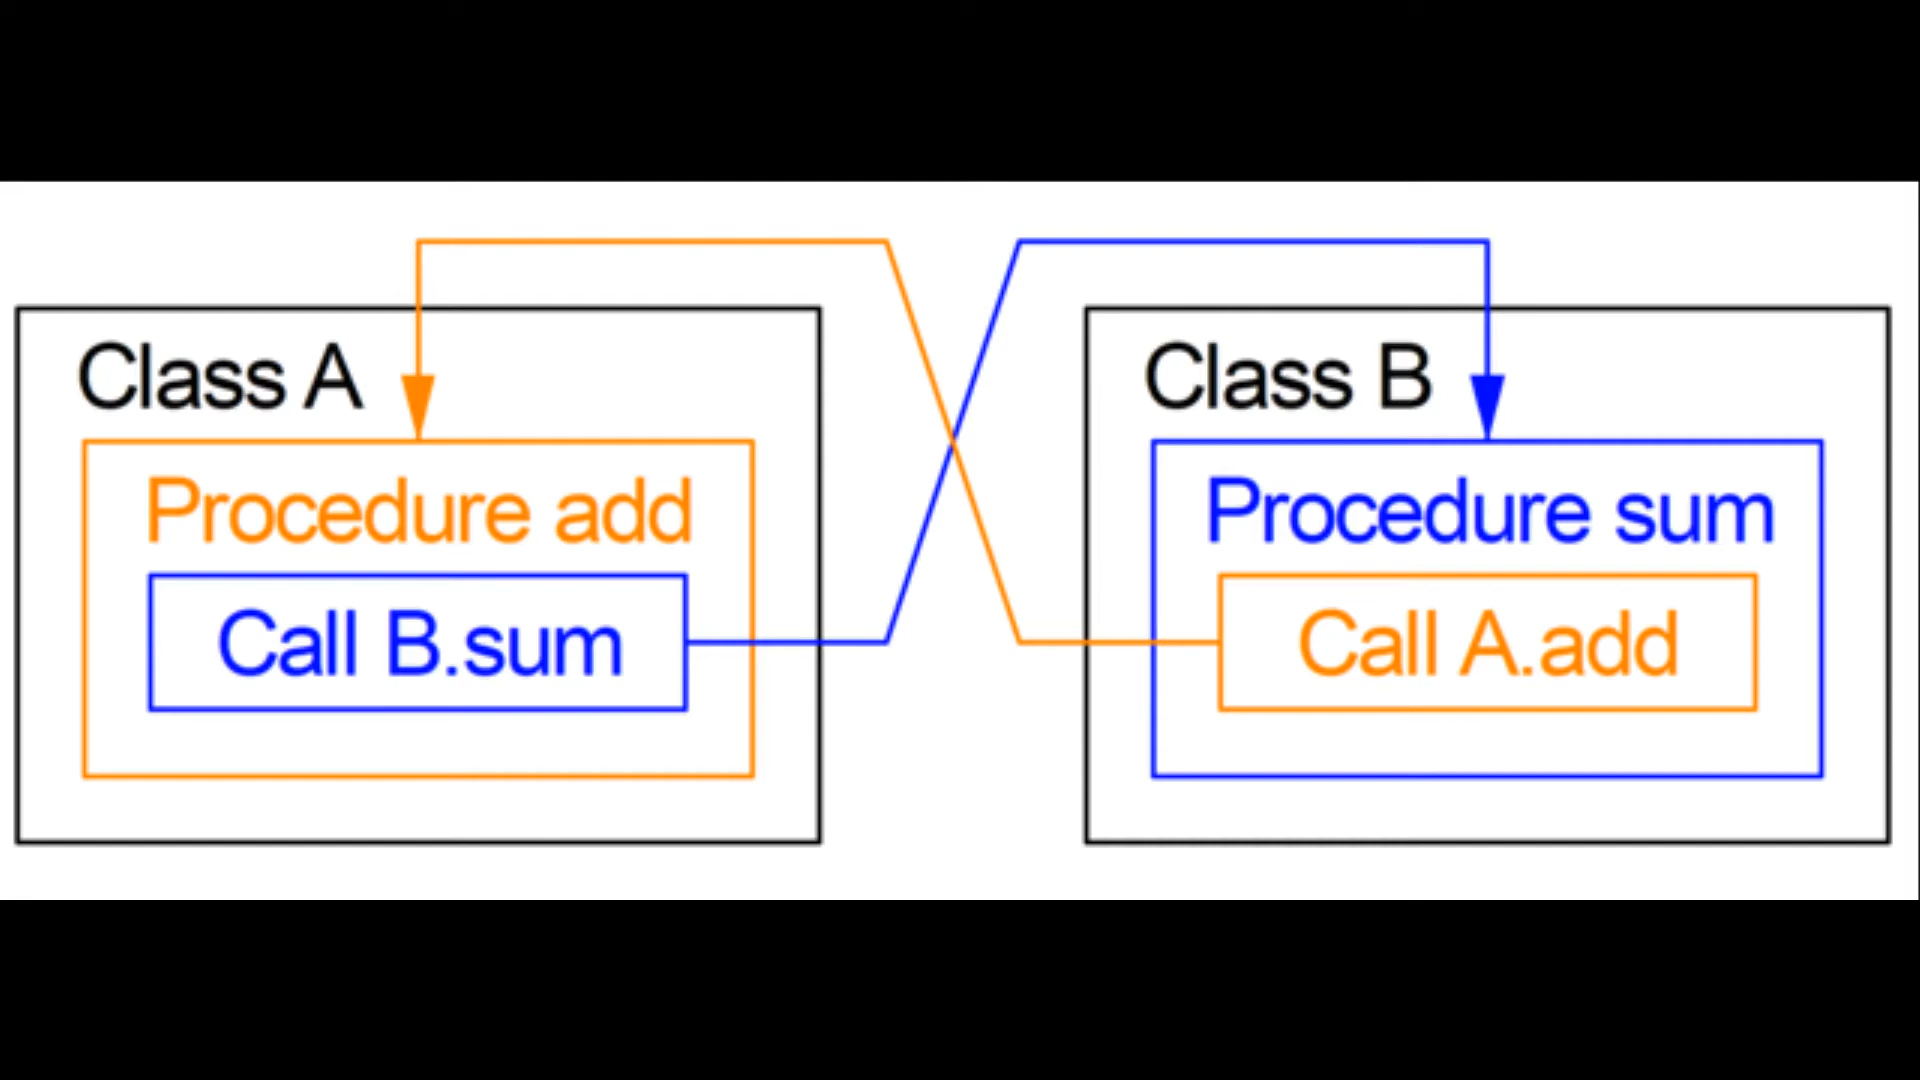 Class A
Procedure add
Call B.sum
Class B
Procedure sum
Call A.add